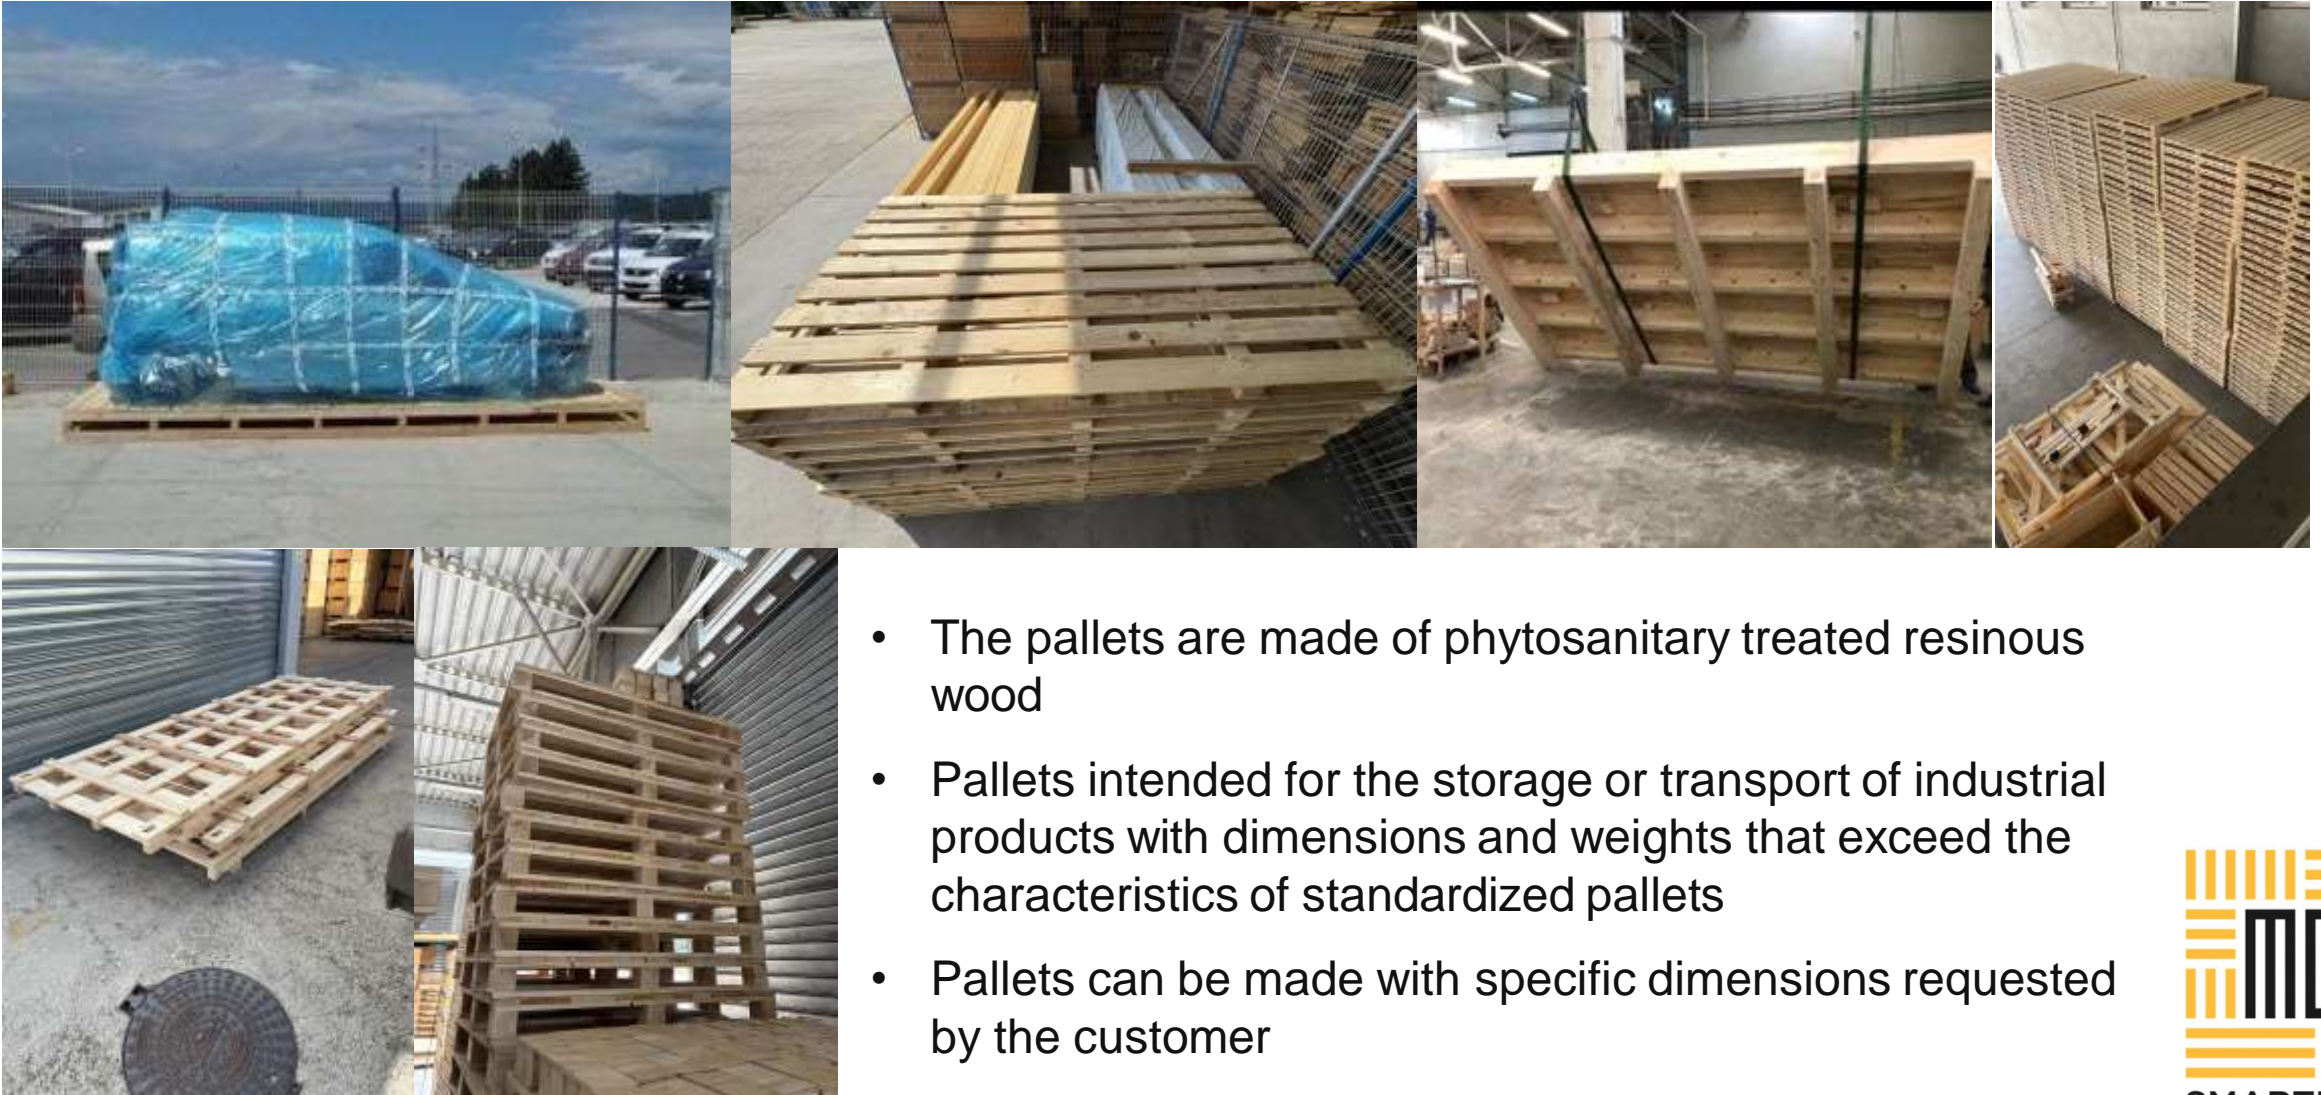 • The pallets are made of phytosanitary treated resinous
wood
• Pallets intended for the storage or transport of industrial
products with dimensions and weights that exceed the
characteristics of standardized pallets
• Pallets can be made with specific dimensions requested
by the customer